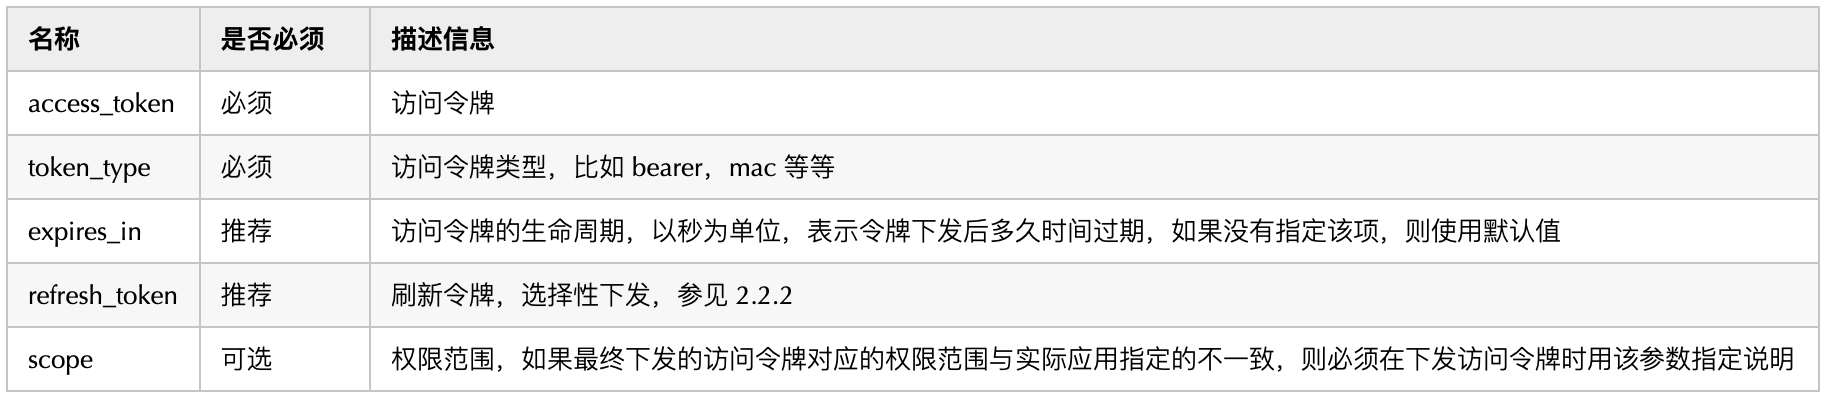 名称 是否必须 描述信息
access_token 必须 访问令牌
token_type 必须 访问令牌类型，比如 bearer，mac 等等
expires_in 推荐 访问令牌的生命周期，以秒为单位，表示令牌下发后多久时间过期，如果没有指定该项，则使用默认值
refresh_token 推荐 刷新令牌，选择性下发，参见 2.2.2
scope 可选 权限范围，如果最终下发的访问令牌对应的权限范围与实际应用指定的不一致，则必须在下发访问令牌时用该参数指定说明